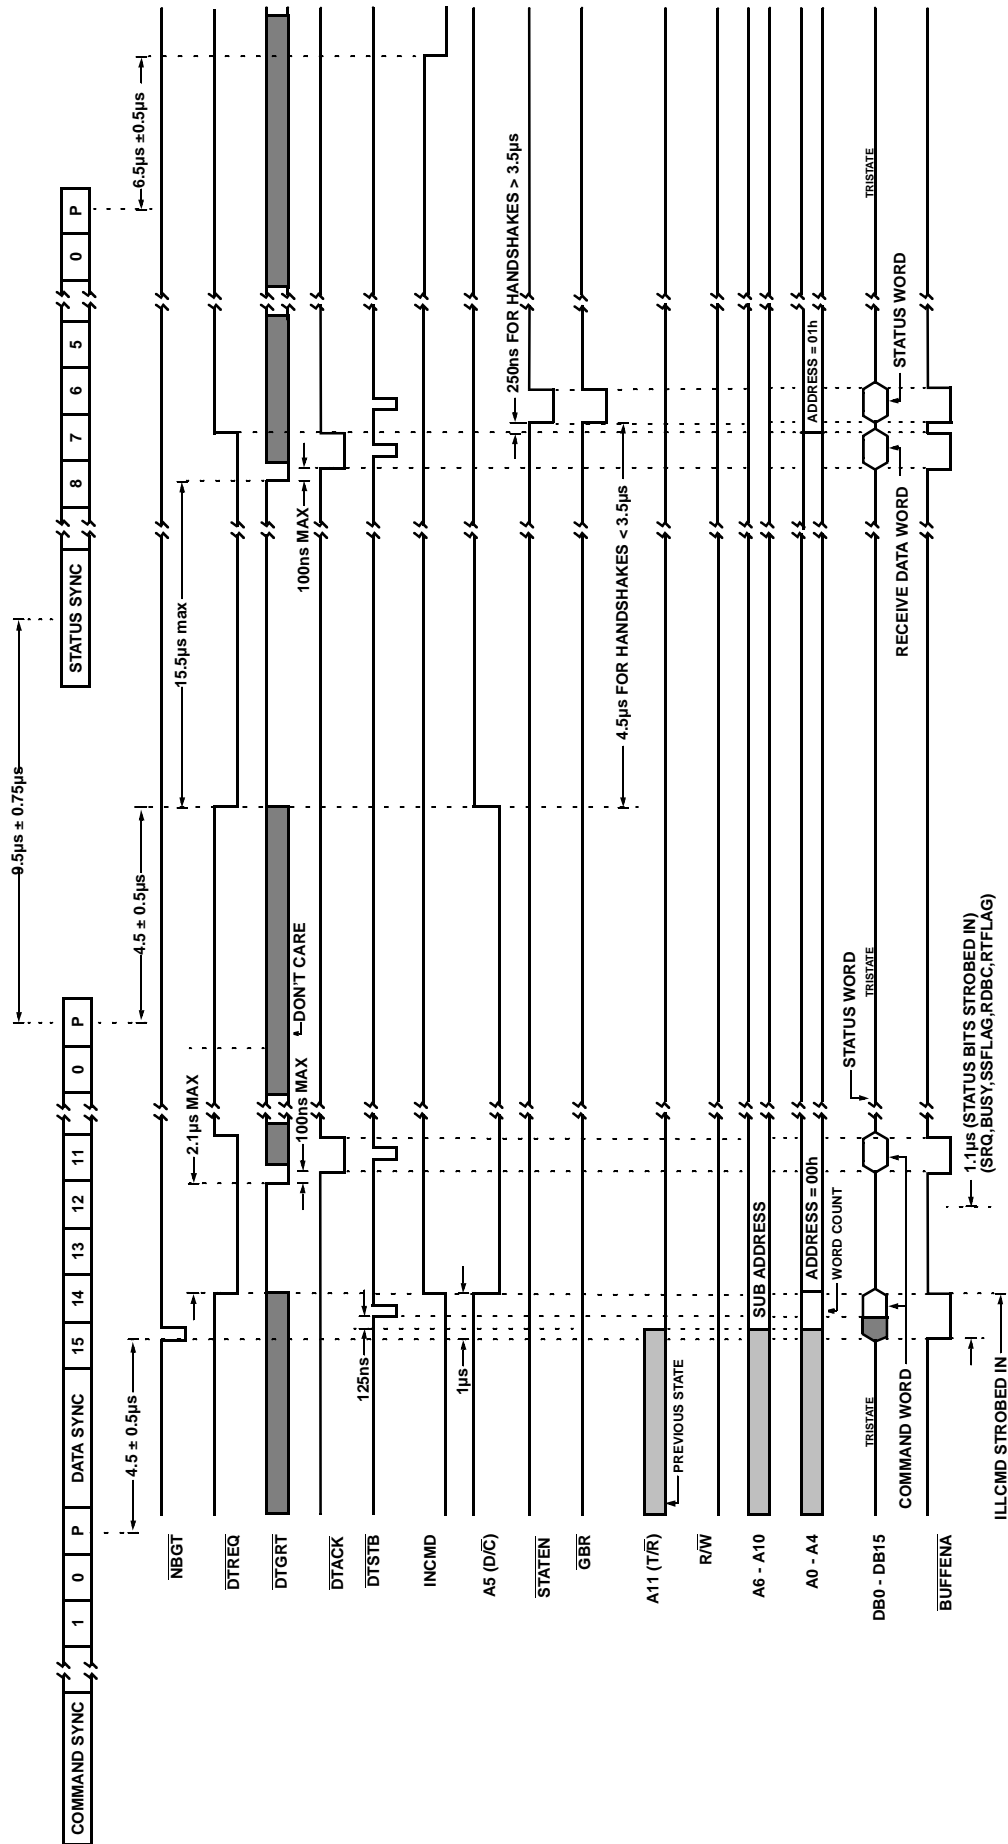 COMMAND SYNC 1 0 P DATA SYNC 15 14 13 12 11 0 P STATUS SYNC 8 7 6 5 0 P
9.5µs ± 0.75µs
4.5 ± 0.5µs
4.5 ± 0.5µs
6.5µs ±0.5µs
NBGT
2.1µs MAX
15.5µs max
DTREQ
DTGRT
DON'T CARE
100ns MAX
100ns MAX
DTACK
DTSTB
125ns
INCMD
1µs
A5 (D/C)
250ns FOR HANDSHAKES > 3.5µs
STATEN
GBR
4.5µs FOR HANDSHAKES < 3.5µs
A11 (T/R)
PREVIOUS STATE
R/W
A6 - A10
SUB ADDRESS
A0 - A4
ADDRESS = 00h
ADDRESS = 01h
WORD COUNT
STATUS WORD
DB0 - DB15
TRISTATE
TRISTATE
TRISTATE
COMMAND WORD
RECEIVE DATA WORD
STATUS WORD
BUFFENA
1.1µs (STATUS BITS STROBED IN)
(SRQ,BUSY,SSFLAG,RDBC,RTFLAG)
ILLCMD STROBED IN